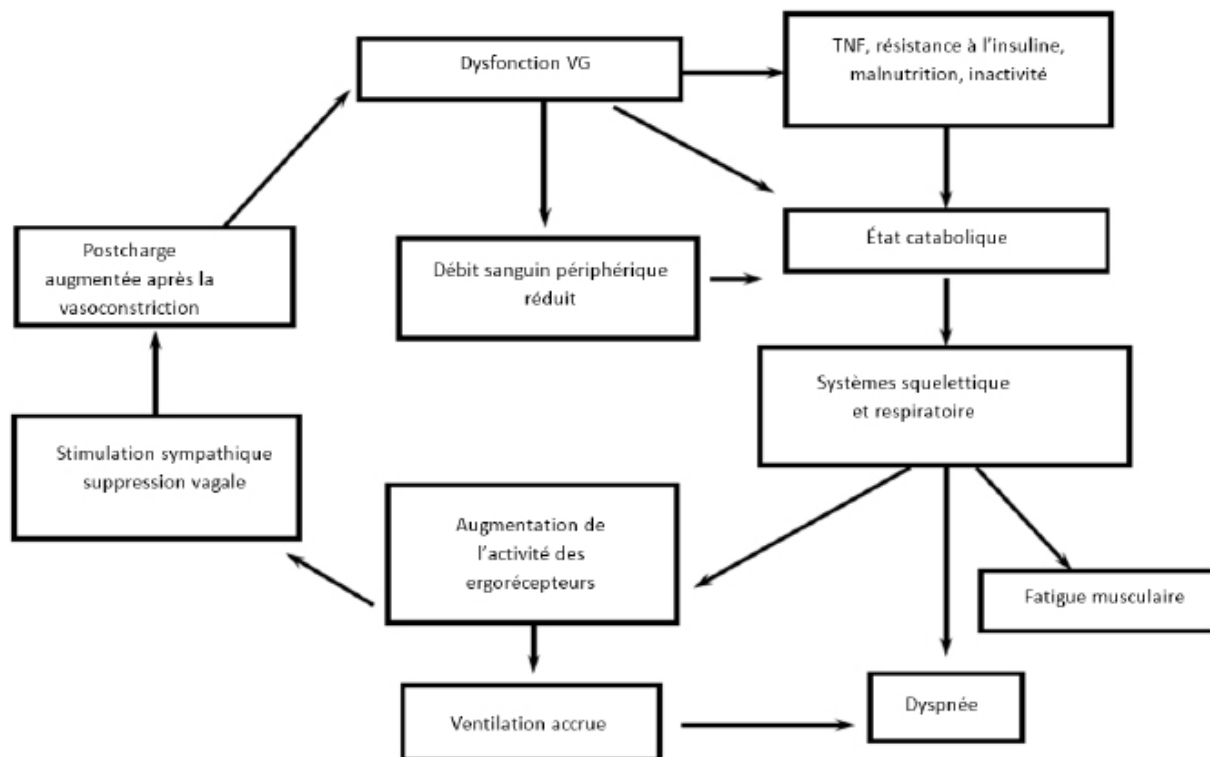 Dysfonction VG
TNF, résistance à l’insuline,
malnutrition, inactivité
Postcharge
augmentée après la
vasoconstriction
Débit sanguin périphérique
réduit
État catabolique
Systèmes squelettique
et respiratoire
Stimulation sympathique
suppression vagale
Augmentation de
l’activité des
ergorécepteurs
Fatigue musculaire
Ventilation accrue
Dyspnée